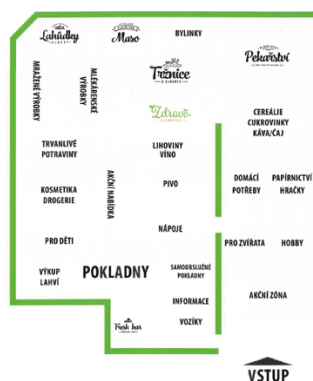 Lahůdky
Maso
BYLINKY
Pekařství
MRAŽENÉ VÝROBKY
MLÉKÁRENSKÉ
VÝROBKY
Tržnice
Zdravě
CEREÁLIE
CUKROVINKY
KÁVA/ČAJ
TRVANLIVÉ
POTRAVINY
LIHOVINY
VÍNO
AKČNÍ NABÍDKA
KOSMETIKA
DROGERIE
PIVO
DOMÁCÍ
POTŘEBY
PAPÍRNICTVÍ
HRAČKY
PRO DĚTI
NÁPOJE
PRO ZVÍŘATA
HOBBY
VÝKUP
LAHVÍ
POKLADNY
SAMOOBSLUŽNÉ
POKLADNY
AKČNÍ ZÓNA
INFORMACE
Fresh bar
VOZÍKY
VSTUP